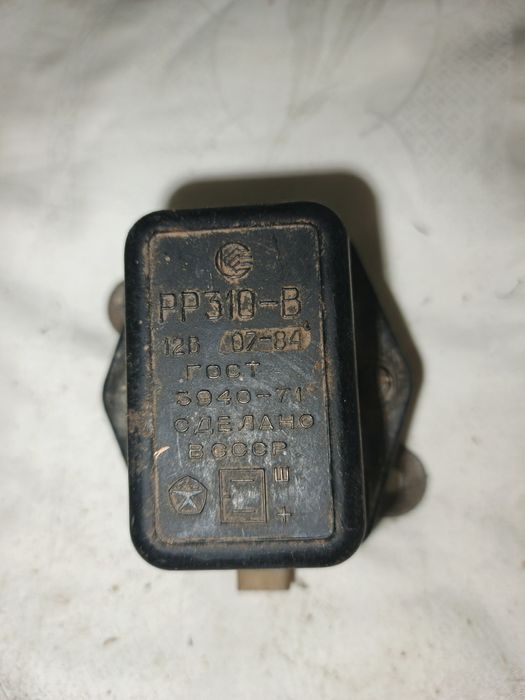 РР310-В
12В 07-84
ГОСТ
3940-71
СДЕЛАНО
В СССР
Ш
+